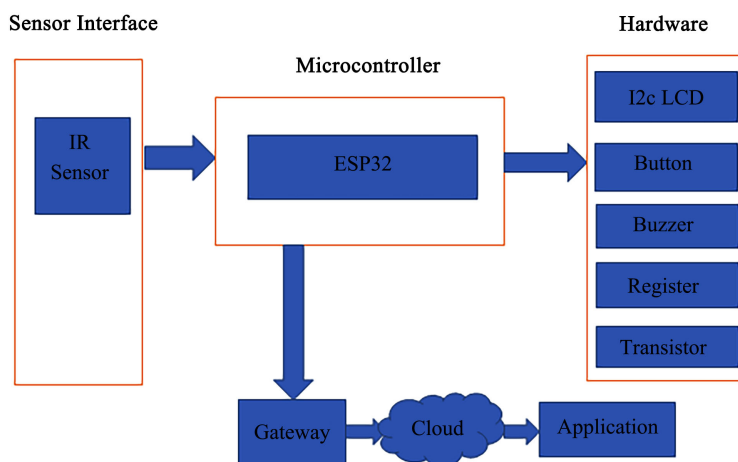 Sensor Interface
Hardware
Microcontroller
IR
Sensor
ESP32
I2c LCD
Button
Buzzer
Register
Transistor
Gateway
Cloud
Application